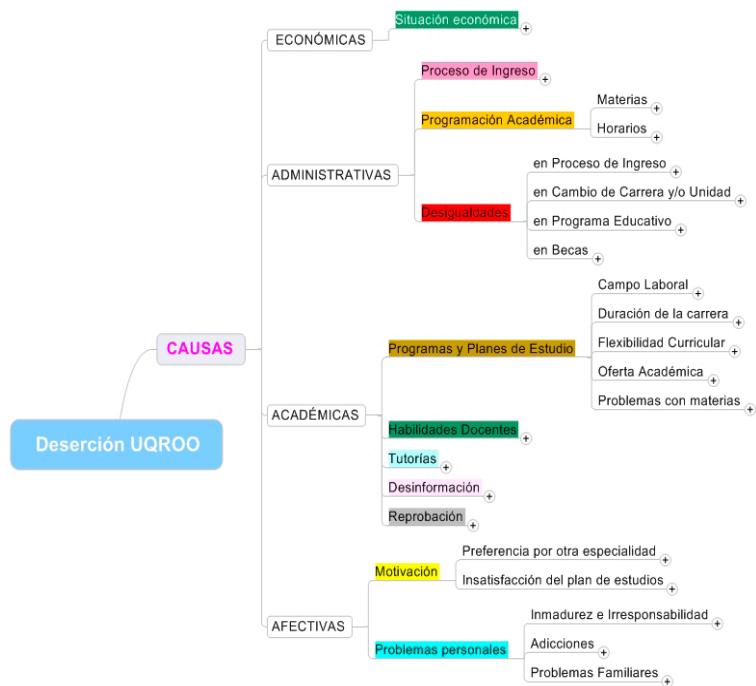 Deserción UQROO
CAUSAS
ECONÓMICAS
Situación económica
ADMINISTRATIVAS
Proceso de Ingreso
Programación Académica
Materias
Horarios
Desigualdades
en Proceso de Ingreso
en Cambio de Carrera y/o Unidad
en Programa Educativo
en Becas
ACADÉMICAS
Programas y Planes de Estudio
Campo Laboral
Duración de la carrera
Flexibilidad Curricular
Oferta Académica
Problemas con materias
Habilidades Docentes
Tutorías
Desinformación
Reprobación
AFECTIVAS
Motivación
Preferencia por otra especialidad
Insatisfacción del plan de estudios
Problemas personales
Inmadurez e Irresponsabilidad
Adicciones
Problemas Familiares